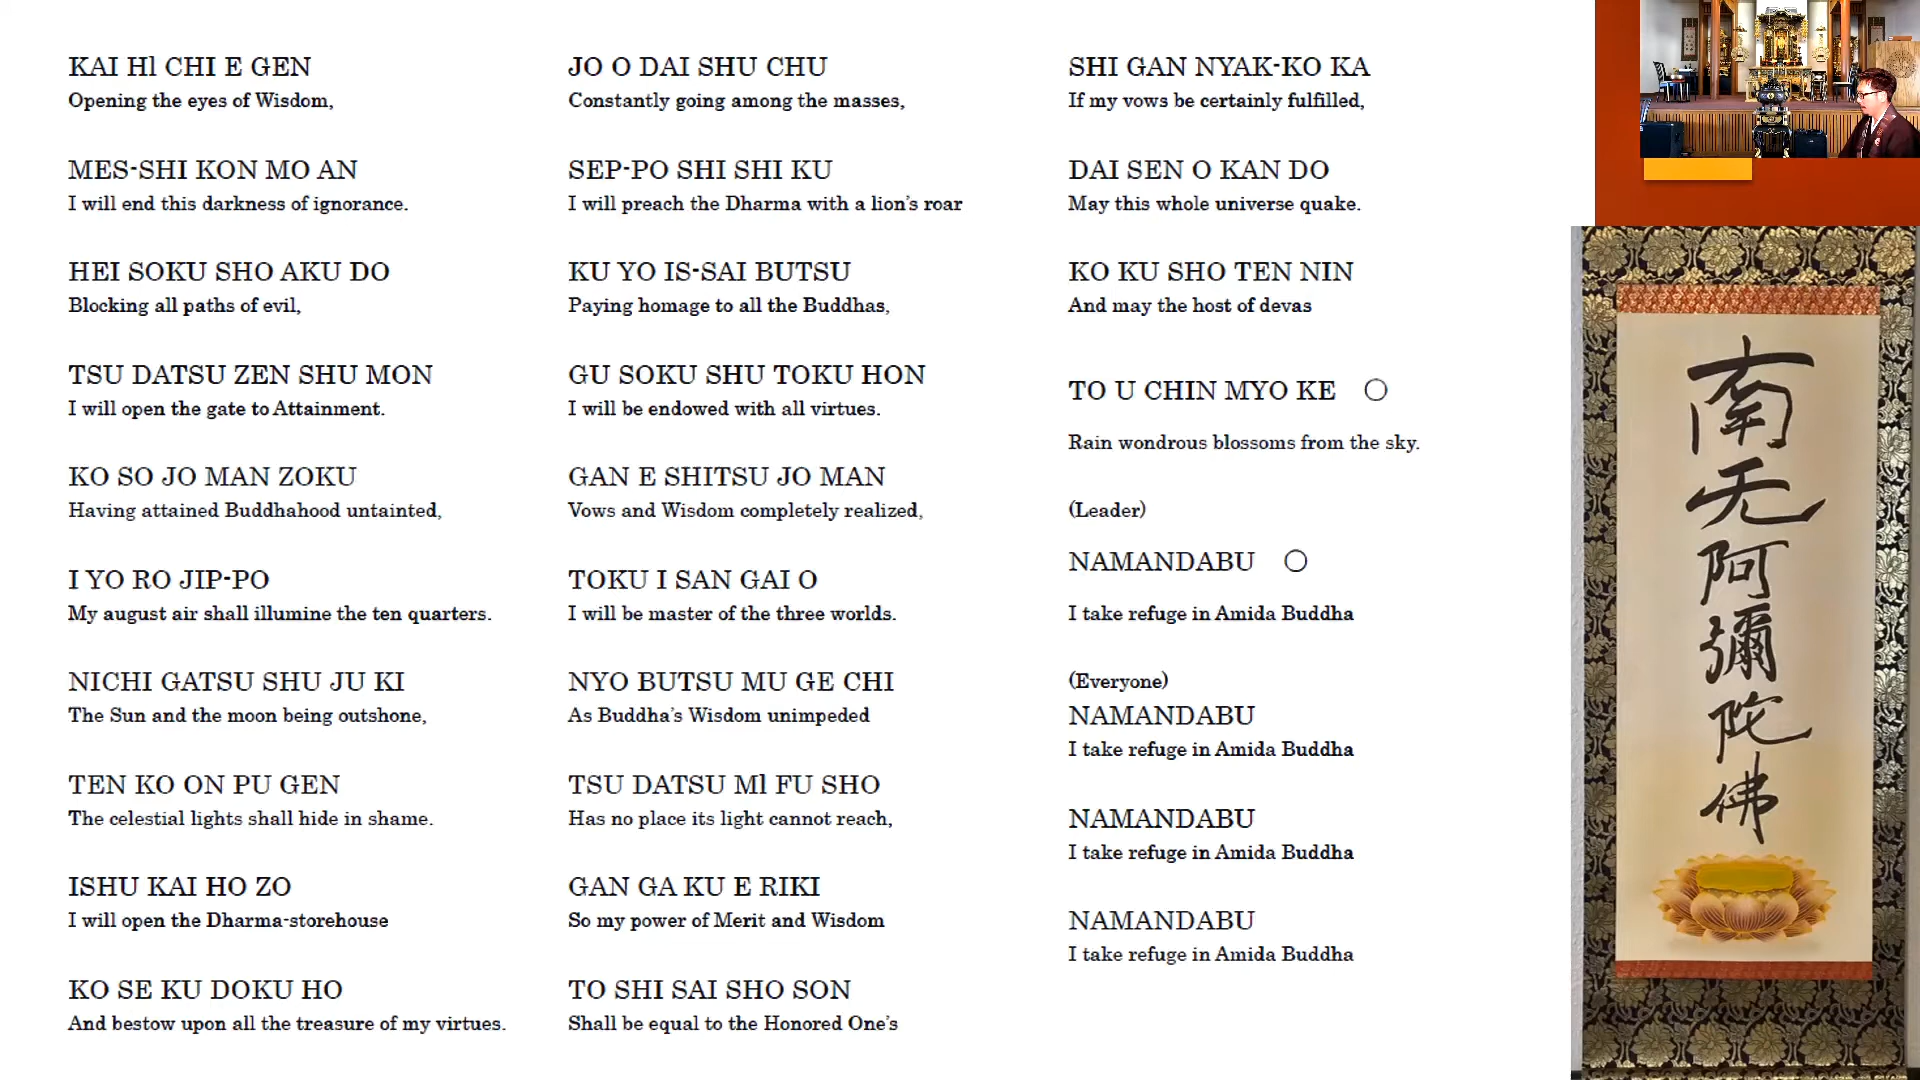 KAI Hl CHI E GEN
Opening the eyes of Wisdom,
MES-SHI KON MO AN
I will end this darkness of ignorance.
HEI SOKU SHO AKU DO
Blocking all paths of evil,
TSU DATSU ZEN SHU MON
I will open the gate to Attainment.
KO SO JO MAN ZOKU
Having attained Buddhahood untainted,
I YO RO JIP-PO
My august air shall illumine the ten quarters.
NICHI GATSU SHU JU KI
The Sun and the moon being outshone,
TEN KO ON PU GEN
The celestial lights shall hide in shame.
ISHU KAI HO ZO
I will open the Dharma-storehouse
KO SE KU DOKU HO
And bestow upon all the treasure of my virtues.
JO O DAI SHU CHU
Constantly going among the masses,
SEP-PO SHI SHI KU
I will preach the Dharma with a lion's roar
KU YO IS-SAI BUTSU
Paying homage to all the Buddhas,
GU SOKU SHU TOKU HON
I will be endowed with all virtues.
GAN E SHITSU JO MAN
Vows and Wisdom completely realized,
TOKU I SAN GAI O
I will be master of the three worlds.
NYO BUTSU MU GE CHI
As Buddha's Wisdom unimpeded
TSU DATSU Ml FU SHO
Has no place its light cannot reach,
GAN GA KU E RIKI
So my power of Merit and Wisdom
TO SHI SAI SHO SON
Shall be equal to the Honored One's
SHI GAN NYAK-KO KA
If my vows be certainly fulfilled,
DAI SEN O KAN DO
May this whole universe quake.
KO KU SHO TEN NIN
And may the host of devas
TO U CHIN MYO KE ○
Rain wondrous blossoms from the sky.
(Leader)
NAMANDABU ○
I take refuge in Amida Buddha
(Everyone)
NAMANDABU
I take refuge in Amida Buddha
NAMANDABU
I take refuge in Amida Buddha
NAMANDABU
I take refuge in Amida Buddha
南无阿彌陀佛